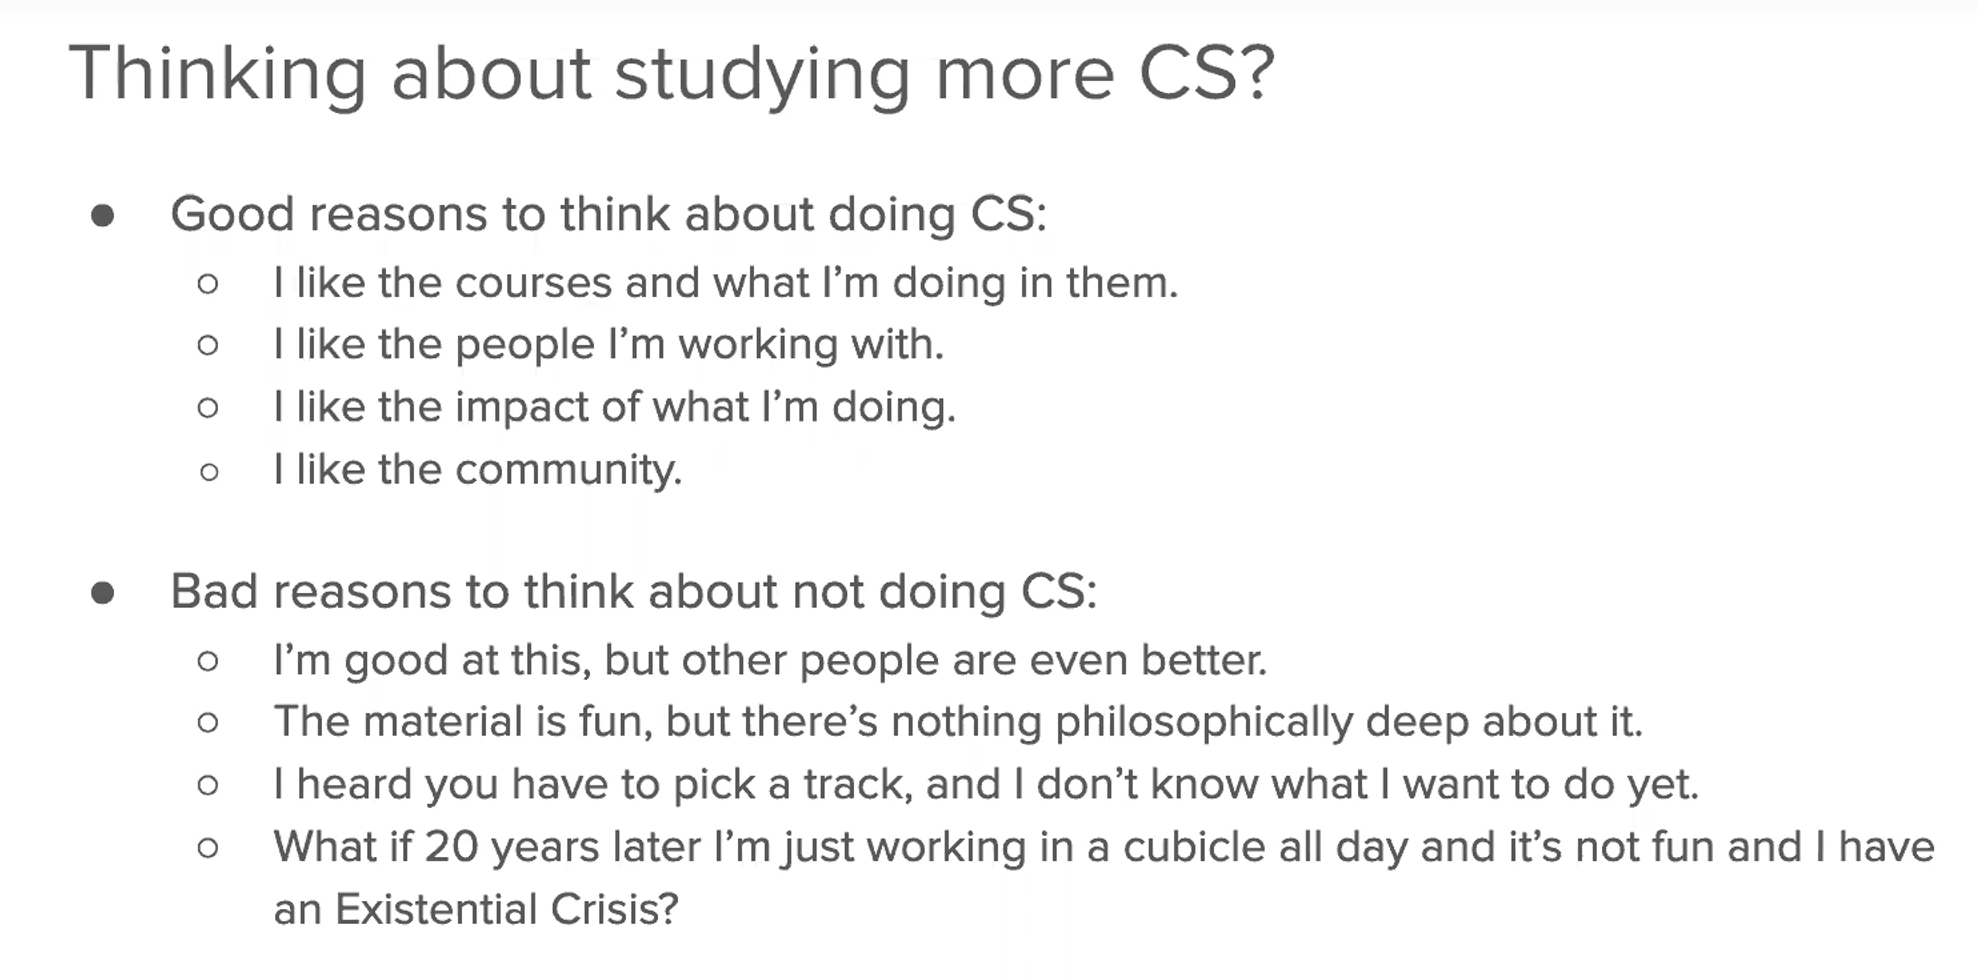 Thinking about studying more CS?
● Good reasons to think about doing CS:
○ I like the courses and what I’m doing in them.
○ I like the people I’m working with.
○ I like the impact of what I’m doing.
○ I like the community.
● Bad reasons to think about not doing CS:
○ I’m good at this, but other people are even better.
○ The material is fun, but there’s nothing philosophically deep about it.
○ I heard you have to pick a track, and I don’t know what I want to do yet.
○ What if 20 years later I’m just working in a cubicle all day and it’s not fun and I have
an Existential Crisis?